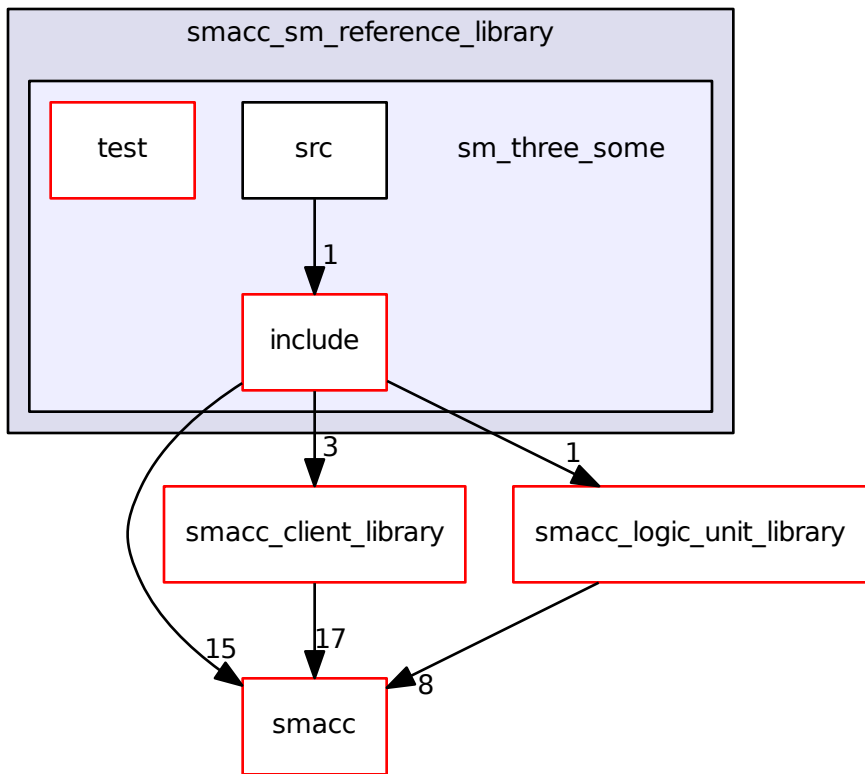 smacc_sm_reference_library
test
src
sm_three_some
1
include
3
1
smacc_client_library
smacc_logic_unit_library
15
17
8
smacc